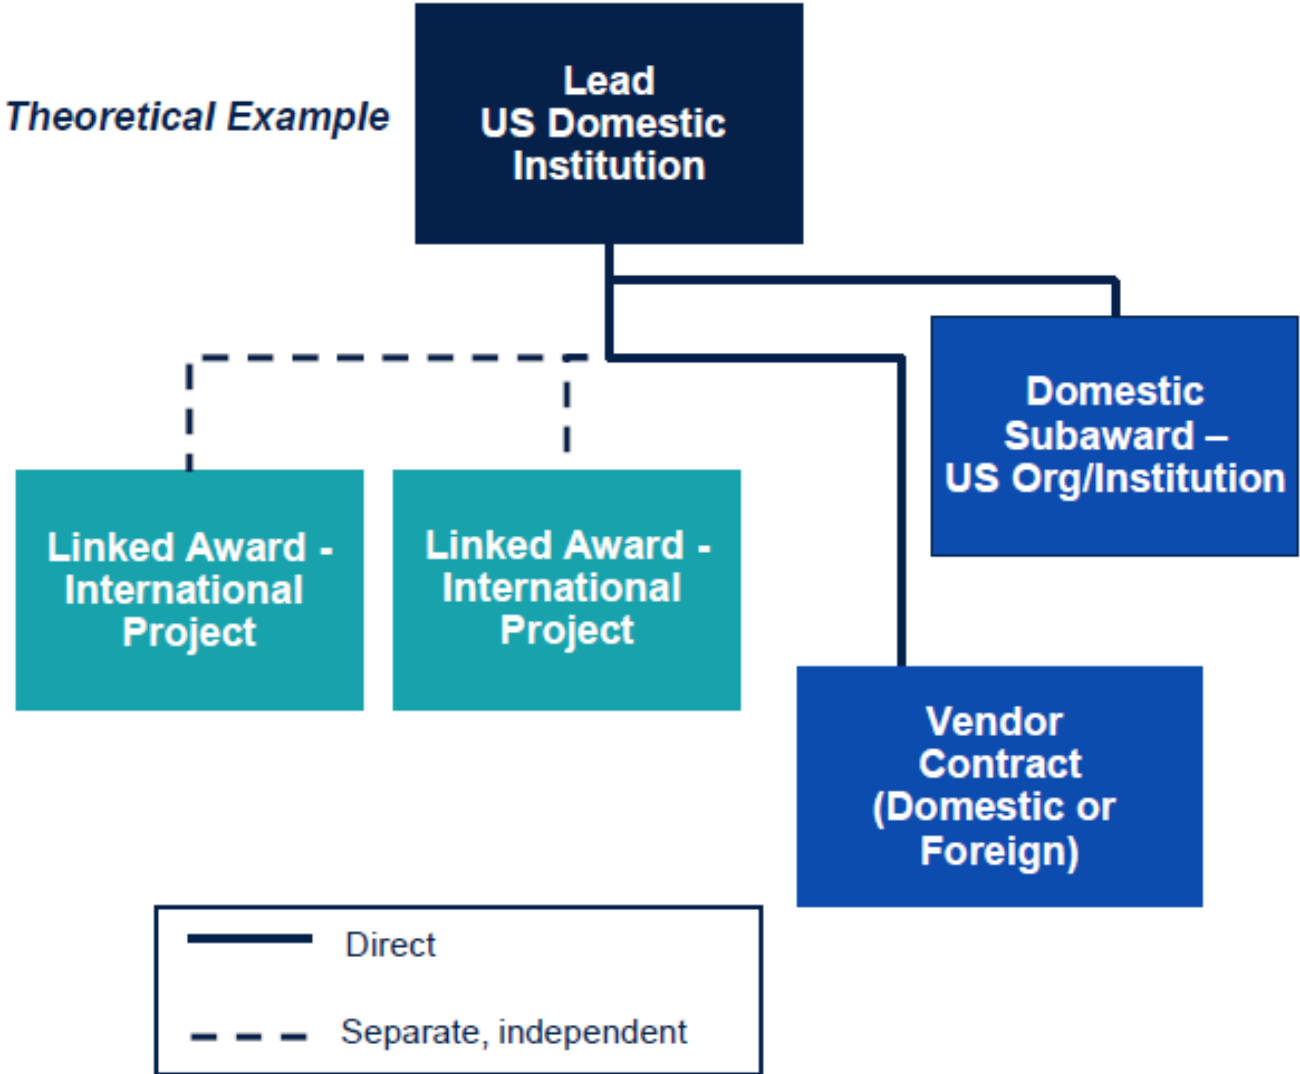 Theoretical Example
Lead
US Domestic
Institution
Domestic
Subaward –
US Org/Institution
Linked Award -
International
Project
Linked Award -
International
Project
Vendor
Contract
(Domestic or
Foreign)
Direct
Separate, independent